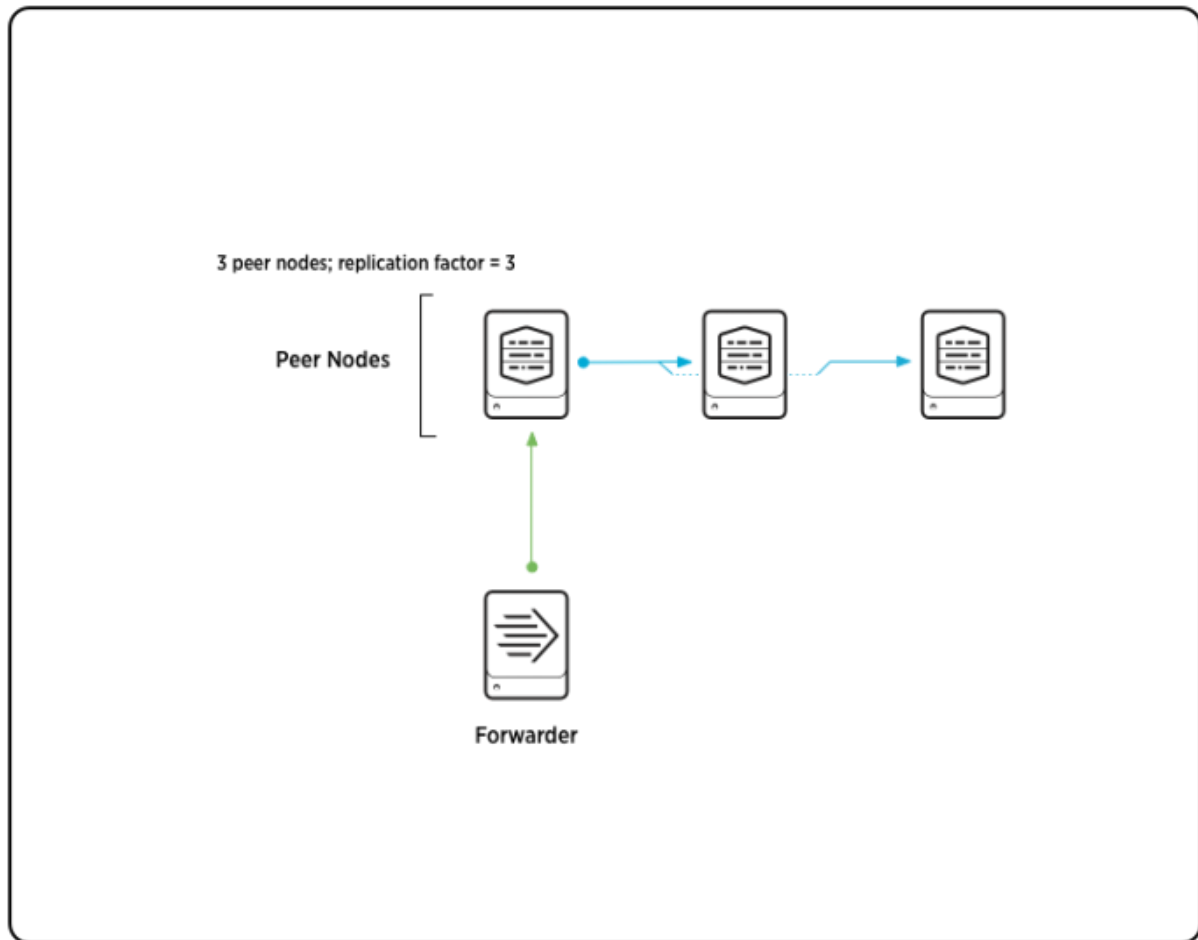 3 peer nodes; replication factor = 3
Peer Nodes
Forwarder